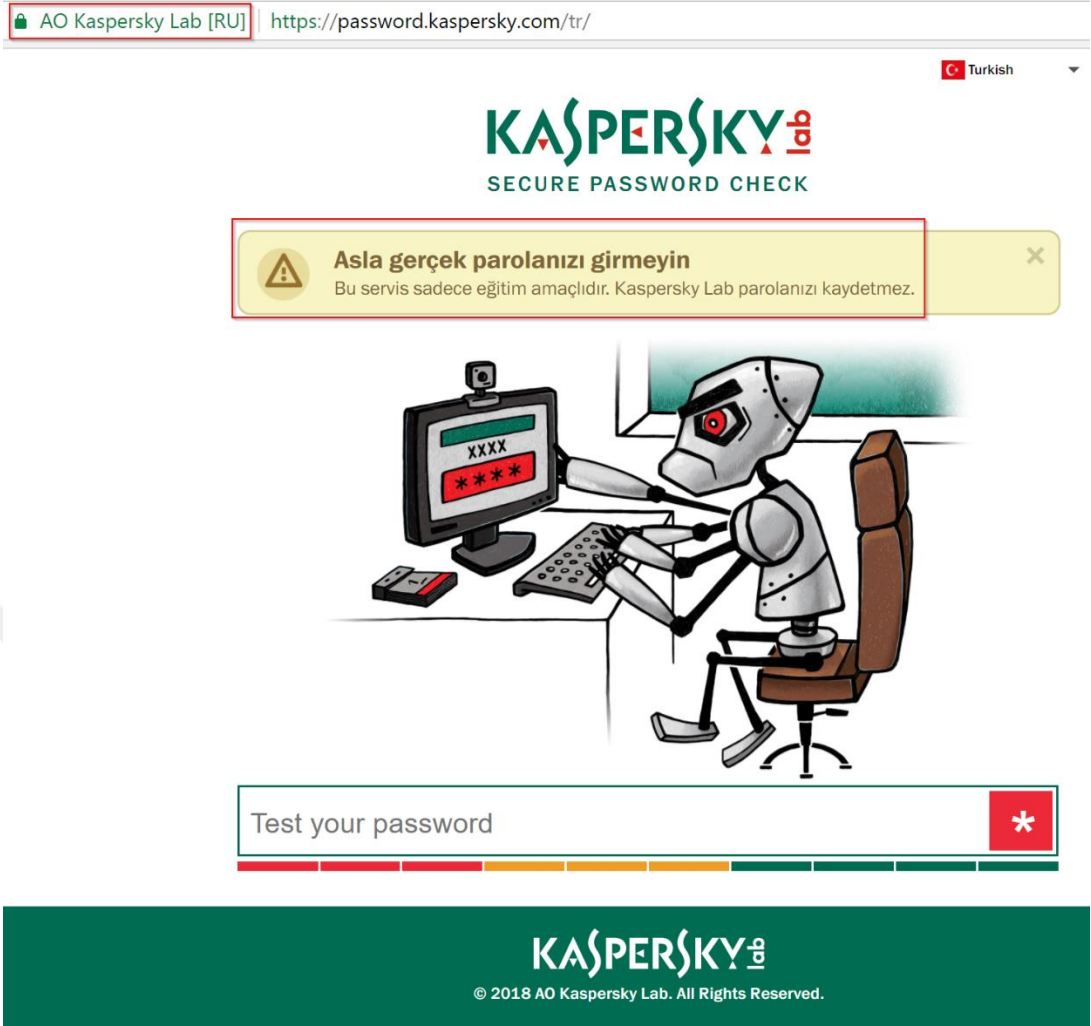 AO Kaspersky Lab [RU] https://password.kaspersky.com/tr/
Turkish
KASPERSKY lab
SECURE PASSWORD CHECK
Asla gerçek parolanızı girmeyin
Bu servis sadece eğitim amaçlıdır. Kaspersky Lab parolanızı kaydetmez.
XXXX
****
Test your password
*
KASPERSKY lab
© 2018 AO Kaspersky Lab. All Rights Reserved.